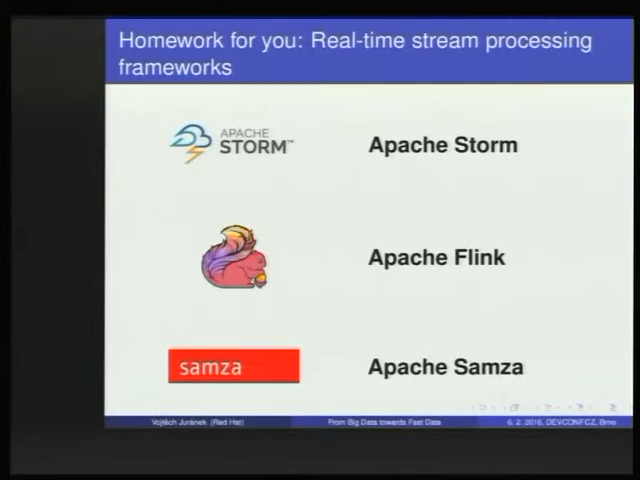 Homework for you: Real-time stream processing
frameworks
APACHE
STORM™
Apache Storm
Apache Flink
samza
Apache Samza
Vojtěch Juránek (Red Hat)
From Big Data towards Fast Data
6. 2. 2016, DEVCONF.CZ, Brno